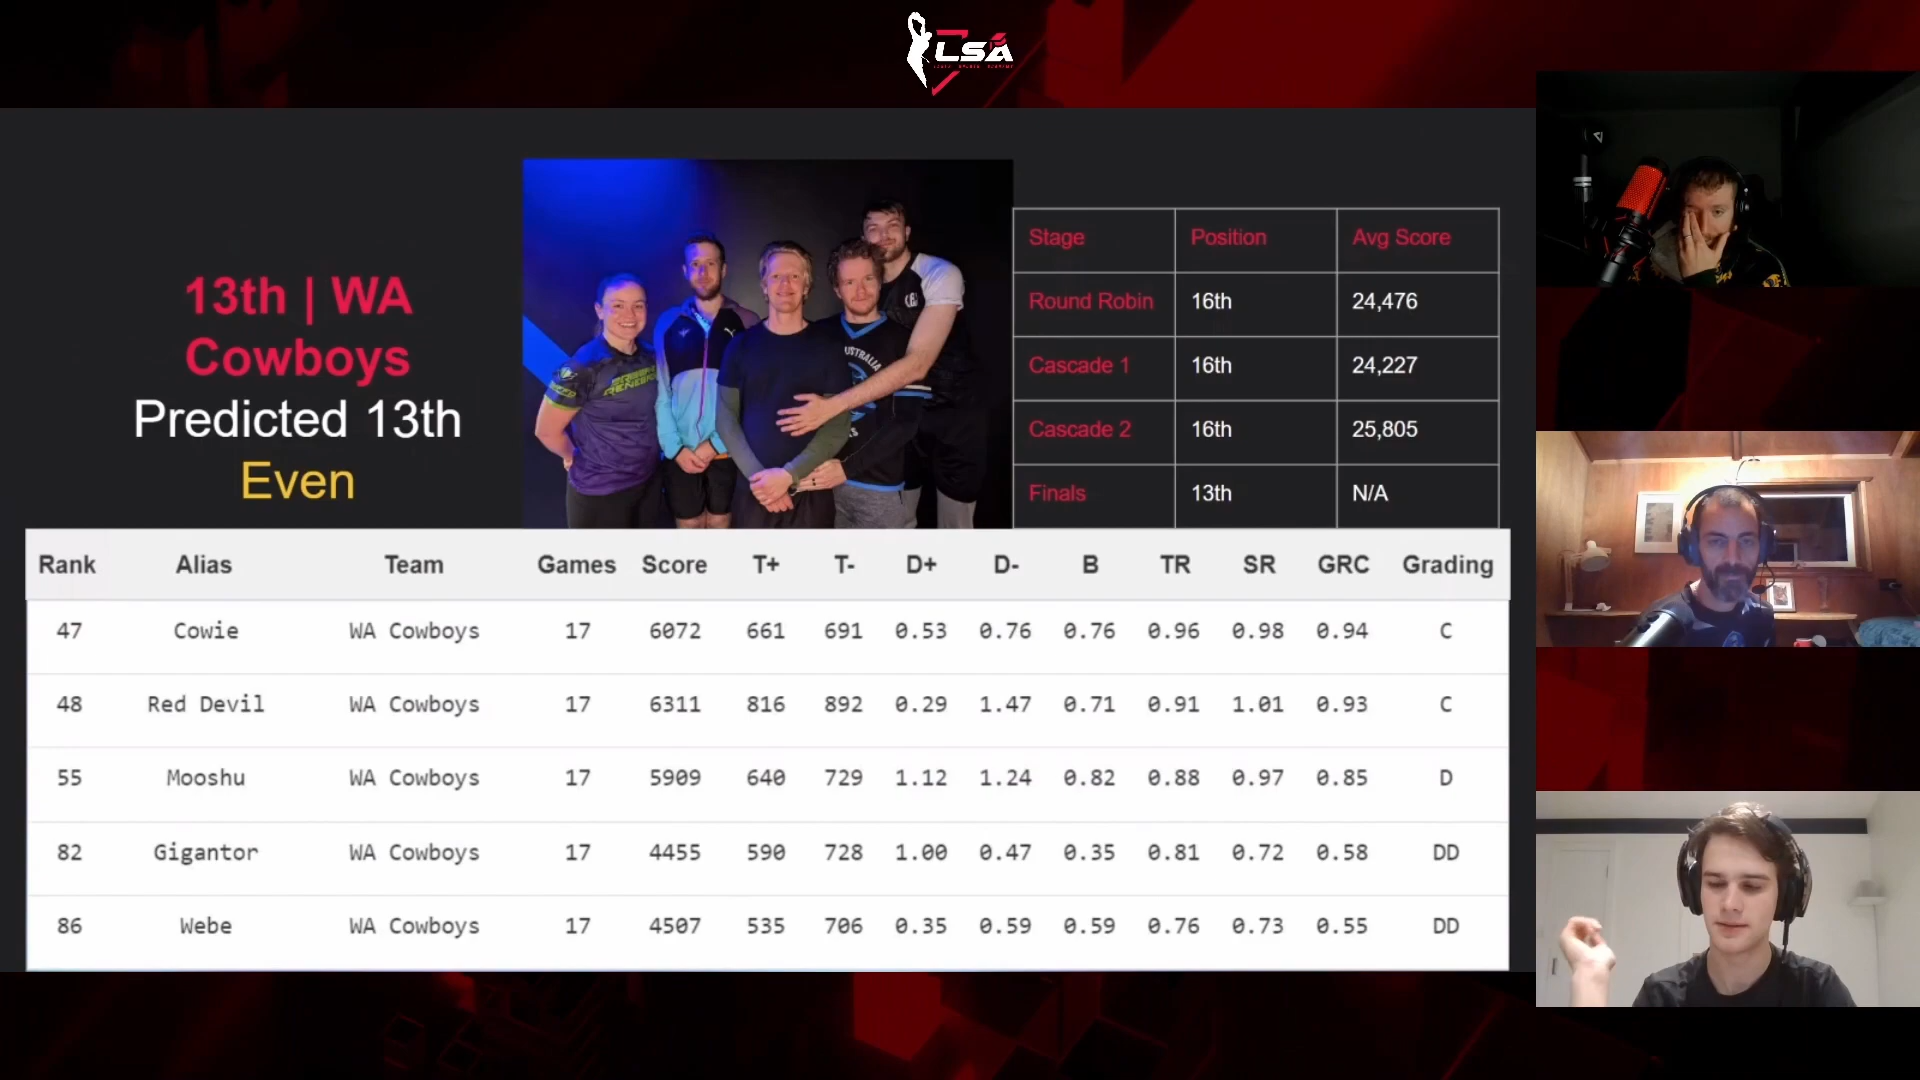 LSA
13th | WA
Cowboys
Predicted 13th
Even
Stage Position Avg Score
Round Robin 16th 24,476
Cascade 1 16th 24,227
Cascade 2 16th 25,805
Finals 13th N/A
Rank Alias Team Games Score T+ T- D+ D- B TR SR GRC Grading
47 Cowie WA Cowboys 17 6072 661 691 0.53 0.76 0.76 0.96 0.98 0.94 C
48 Red Devil WA Cowboys 17 6311 816 892 0.29 1.47 0.71 0.91 1.01 0.93 C
55 Mooshu WA Cowboys 17 5909 640 729 1.12 1.24 0.82 0.88 0.97 0.85 D
82 Gigantor WA Cowboys 17 4455 590 728 1.00 0.47 0.35 0.81 0.72 0.58 DD
86 Webe WA Cowboys 17 4507 535 706 0.35 0.59 0.59 0.76 0.73 0.55 DD